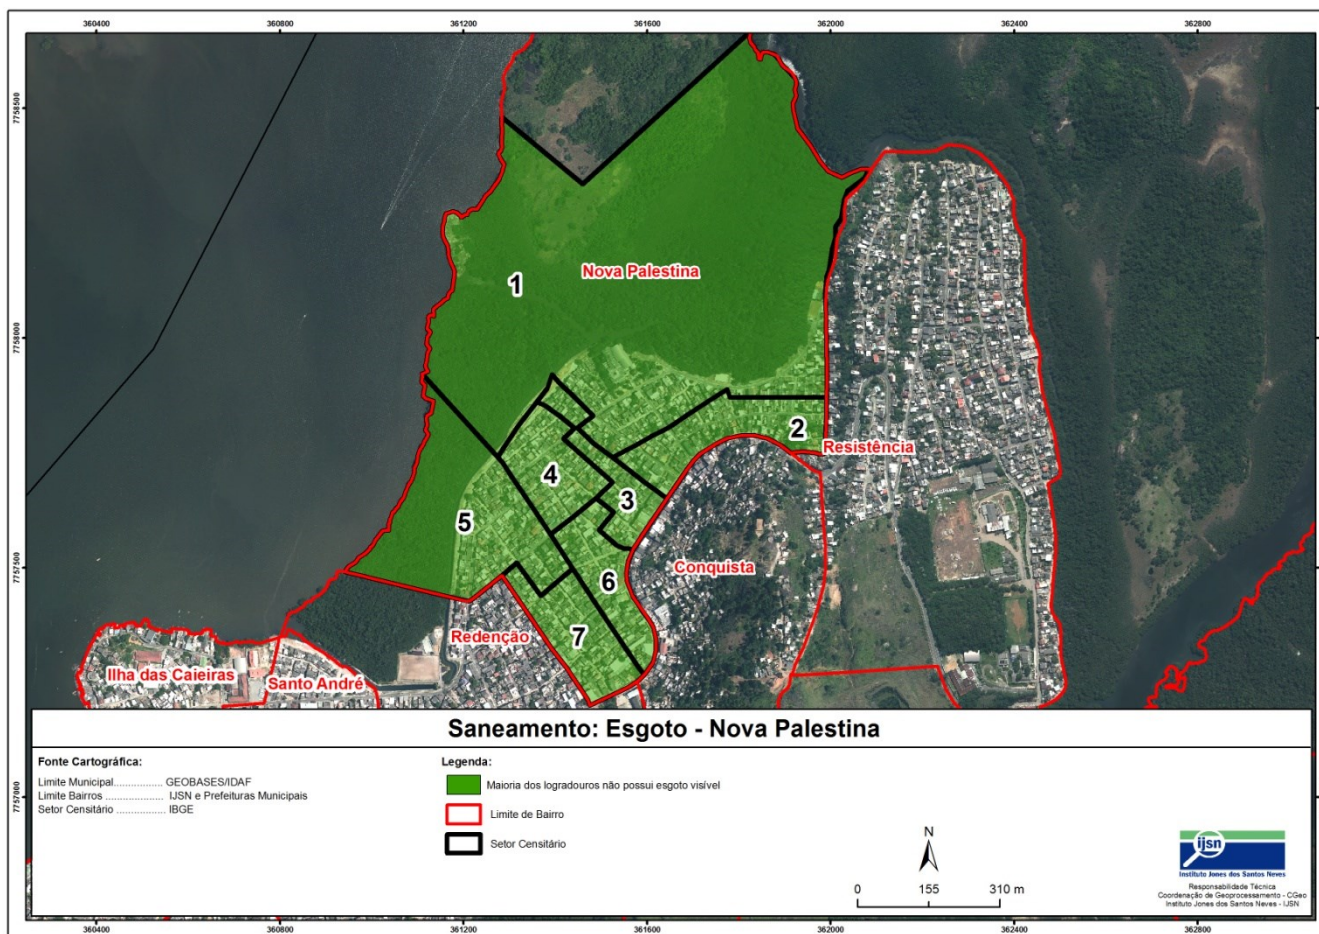 360400 360800 361200 361600 362000 362400 362800
7758500
7758000
7757500
7757000
1
Nova Palestina
2
Resistência
4
3
5
Conquista
6
Redenção
7
Ilha das Caieiras
Santo André
Saneamento: Esgoto - Nova Palestina
Fonte Cartográfica:
Limite Municipal................. GEOBASES/IDAF
Limite Bairros .................... IJSN e Prefeituras Municipais
Setor Censitário .................. IBGE
Legenda:
Maioria dos logradouros não possui esgoto visível
Limite de Bairro
Setor Censitário
N
0 155 310 m
ijsn
Instituto Jones dos Santos Neves
Responsabilidade Técnica
Coordenação de Geoprocessamento - CGeo
Instituto Jones dos Santos Neves - IJSN
360400 360800 361200 361600 362000 362400 362800